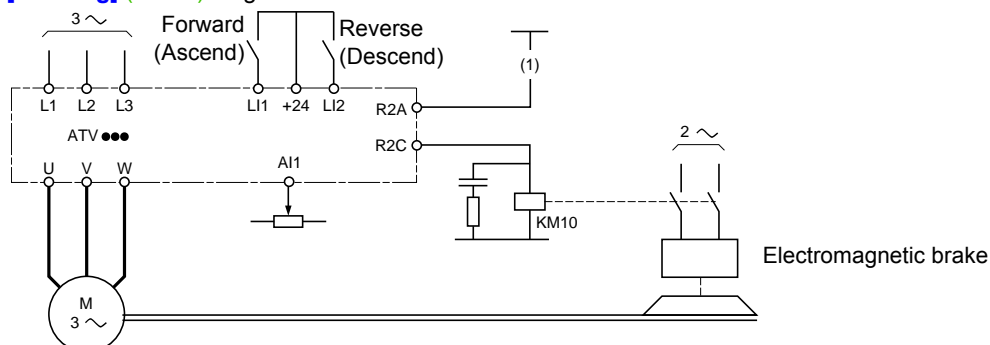 3 ~
Forward
(Ascend)
Reverse
(Descend)
(1)
L1 L2 L3
LI1 +24 LI2
R2A
ATV ●●●
R2C
2 ~
U V W
AI1
KM10
Electromagnetic brake
M
3 ~